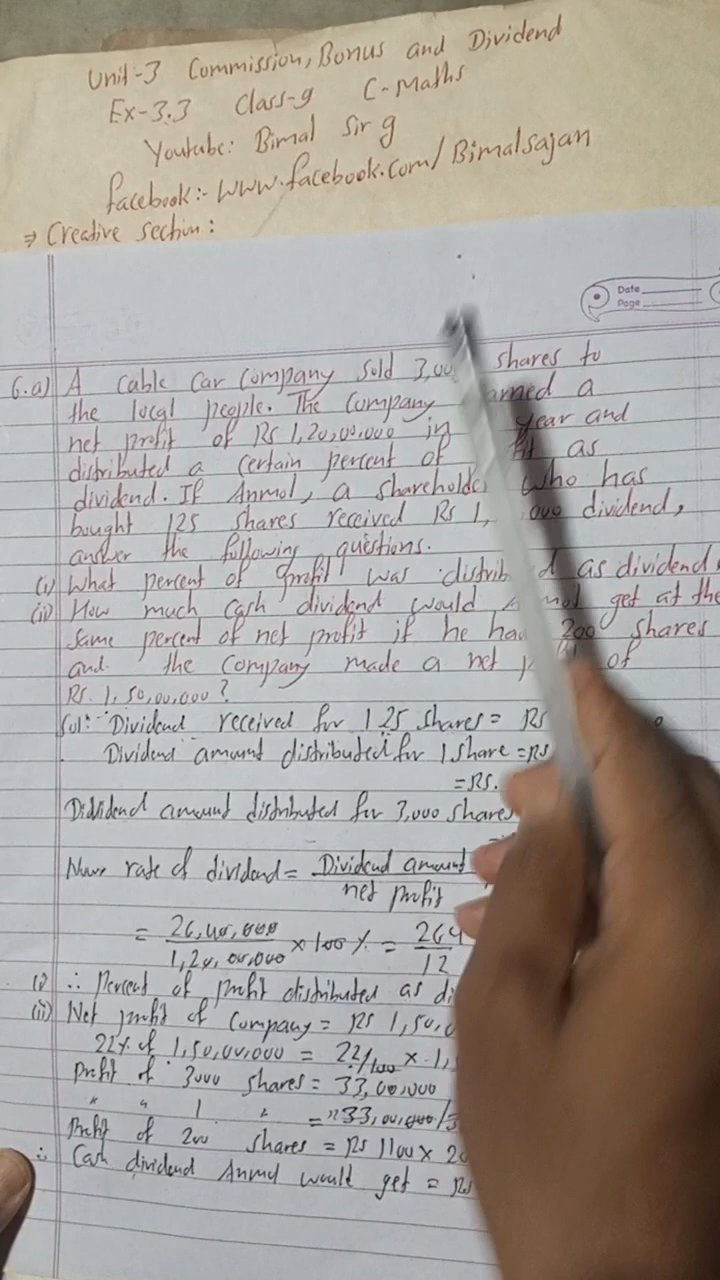 Unit-3 Commission, Bonus and Dividend
Ex-3.3 Class-9 C-Maths
Youtube: Bimal Sir g
facebook:- www.facebook.com/Bimalsajan
⇒ Creative section:
Date
Page
6.a) A cable car company sold 3,00 shares to
the local people. The company arned a
net profit of Rs 1,20,00,000 in year and
distributed a certain percent of as
dividend. If Anmol, a shareholde who has
bought 125 shares received Rs 1, 000 dividend,
answer the following questions.
(i) What percent of profit was distrib d as dividend
(ii) How much cash dividend would get at the
same percent of net profit if he ha 200 shares
and the company made a net of
Rs. 1,50,00,000?
Sol: Dividend received for 125 shares = Rs
Dividend amount distributed for 1 share = Rs
= Rs.
Dividend amount distributed for 3,000 shares
Now rate of dividend = Dividend amount
net profit
= 26,40,000 / 1,20,00,000 × 100 % = 264 / 12
(i) ∴ Percent of profit distributed as di
(ii) Net profit of company = Rs 1,50,0
22% of 1,50,00,000 = 22/100 × 1,
Profit of 3000 shares = 33,00,000
" " 1 " = "33,00,000/3
Profit of 200 shares = Rs 1100 × 20
∴ Cash dividend Anmol would get = Rs